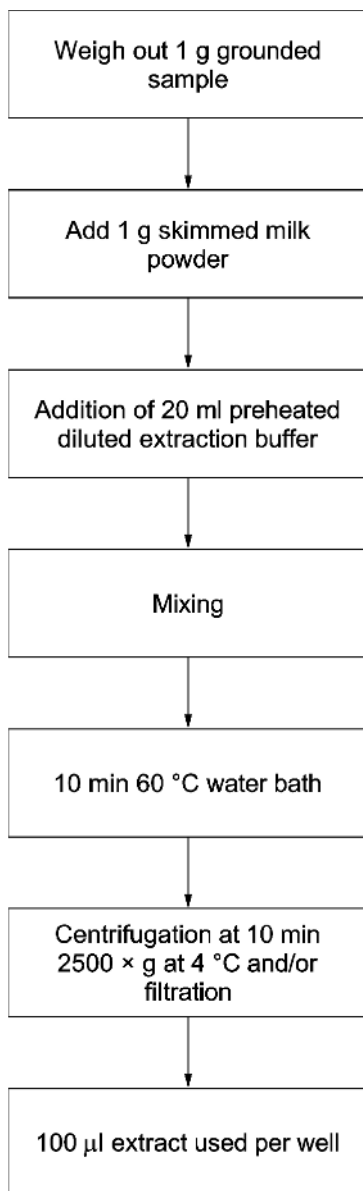 Weigh out 1 g grounded
sample
Add 1 g skimmed milk
powder
Addition of 20 ml preheated
diluted extraction buffer
Mixing
10 min 60 °C water bath
Centrifugation at 10 min
2500 × g at 4 °C and/or
filtration
100 µl extract used per well